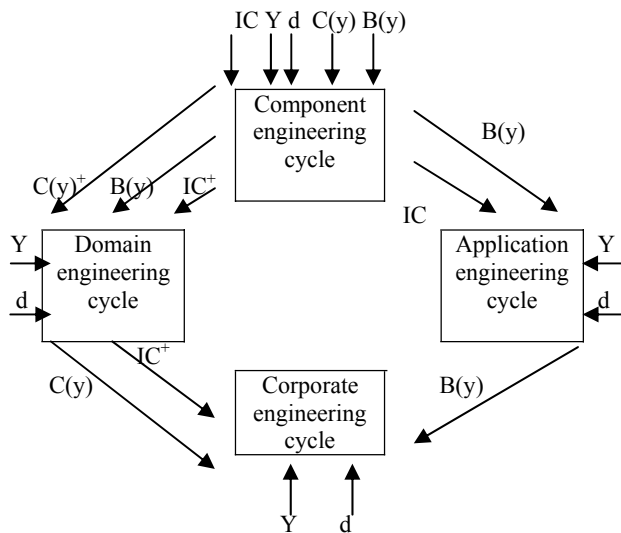 IC Y d C(y) B(y)
Component
engineering
cycle
B(y)
C(y)⁺ B(y) IC⁺
IC
Y
Domain
engineering
cycle
d
Application
engineering
cycle
Y
d
IC⁺
C(y)
Corporate
engineering
cycle
B(y)
Y d